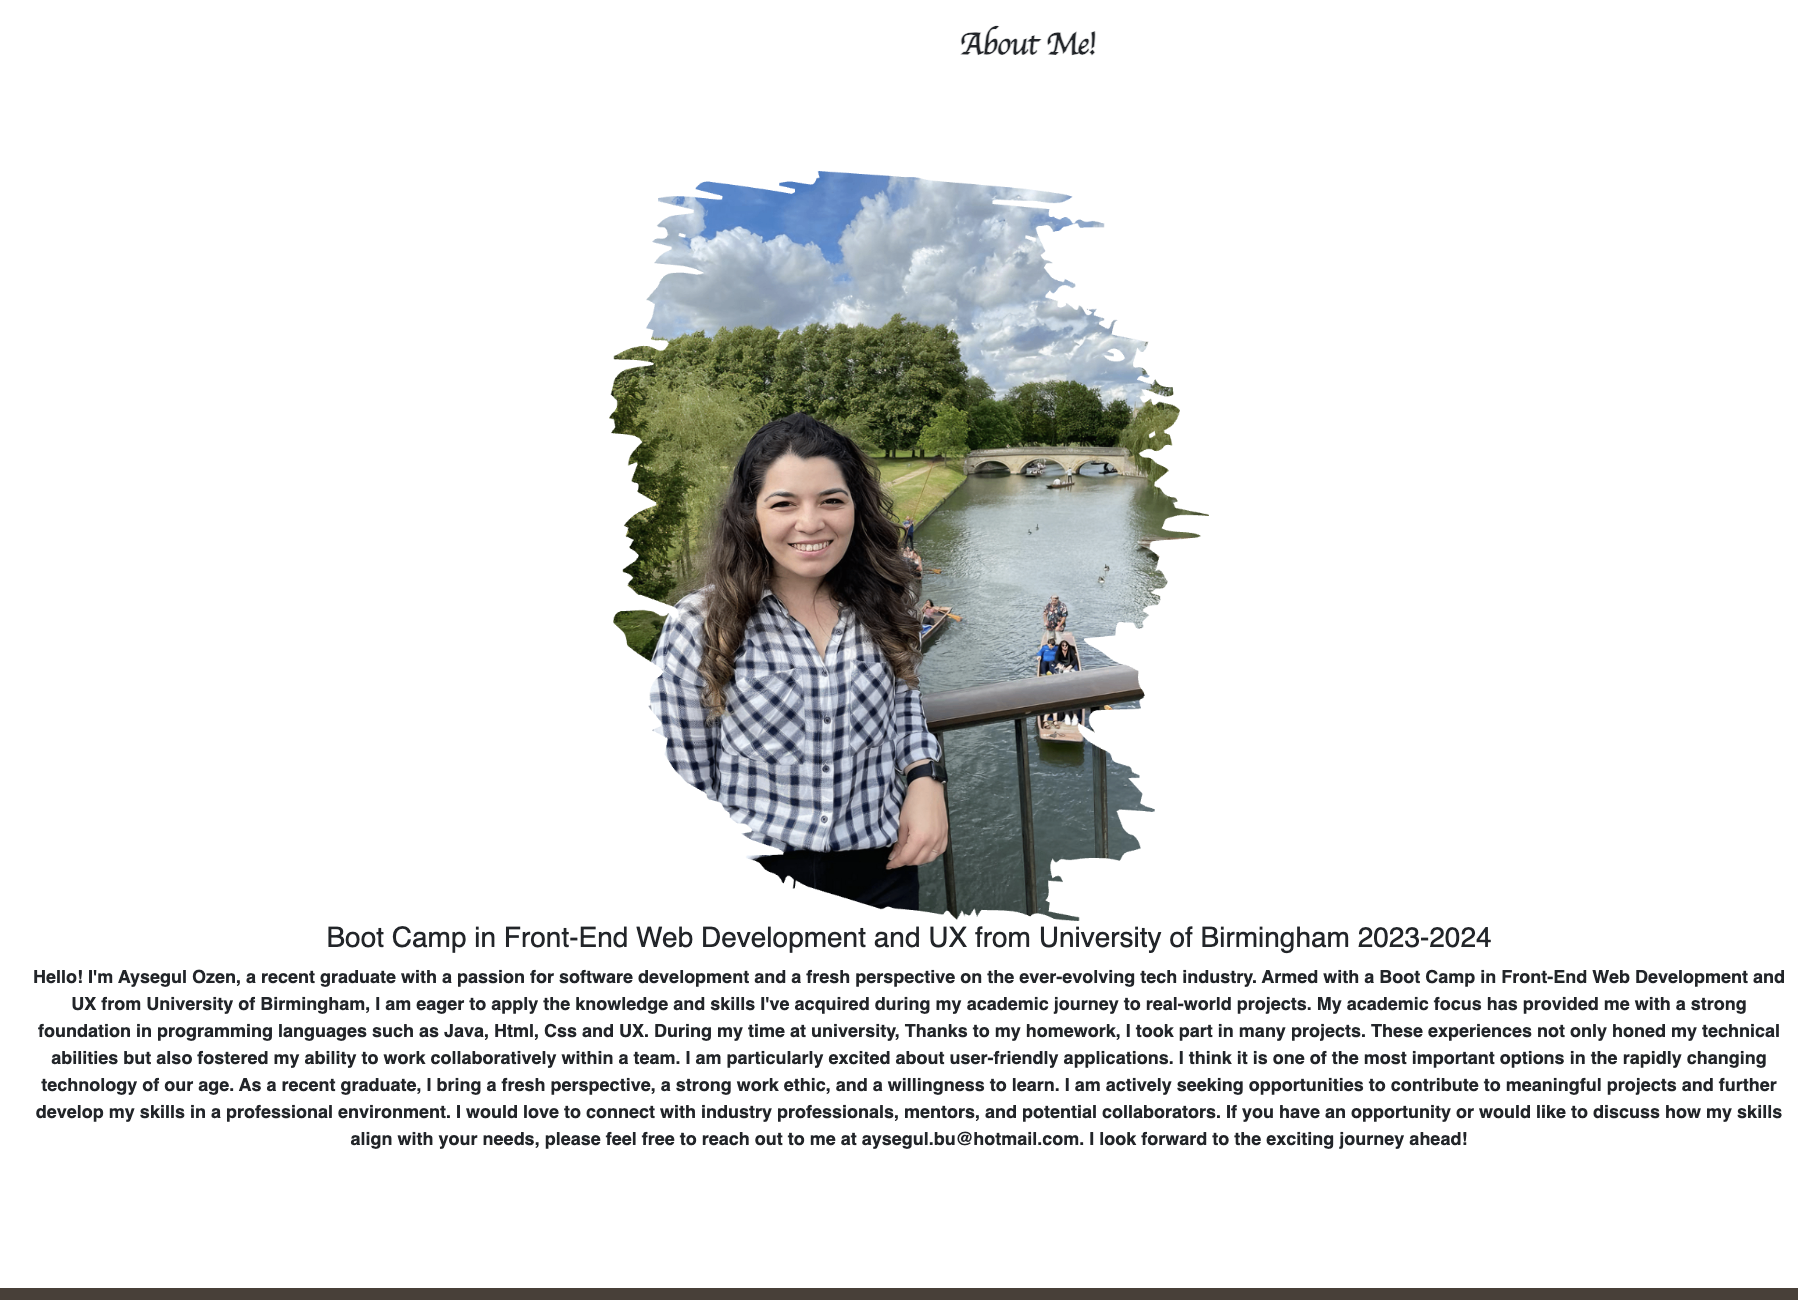 About Me!
Boot Camp in Front-End Web Development and UX from University of Birmingham 2023-2024
Hello! I'm Aysegul Ozen, a recent graduate with a passion for software development and a fresh perspective on the ever-evolving tech industry. Armed with a Boot Camp in Front-End Web Development and
UX from University of Birmingham, I am eager to apply the knowledge and skills I've acquired during my academic journey to real-world projects. My academic focus has provided me with a strong
foundation in programming languages such as Java, Html, Css and UX. During my time at university, Thanks to my homework, I took part in many projects. These experiences not only honed my technical
abilities but also fostered my ability to work collaboratively within a team. I am particularly excited about user-friendly applications. I think it is one of the most important options in the rapidly changing
technology of our age. As a recent graduate, I bring a fresh perspective, a strong work ethic, and a willingness to learn. I am actively seeking opportunities to contribute to meaningful projects and further
develop my skills in a professional environment. I would love to connect with industry professionals, mentors, and potential collaborators. If you have an opportunity or would like to discuss how my skills
align with your needs, please feel free to reach out to me at aysegul.bu@hotmail.com. I look forward to the exciting journey ahead!